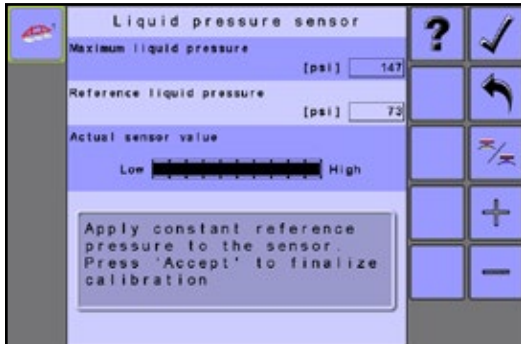 Liquid pressure sensor
Maximum liquid pressure
[psi] 147
Reference liquid pressure
[psi] 73
Actual sensor value
Low High
Apply constant reference
pressure to the sensor.
Press 'Accept' to finalize
calibration
?